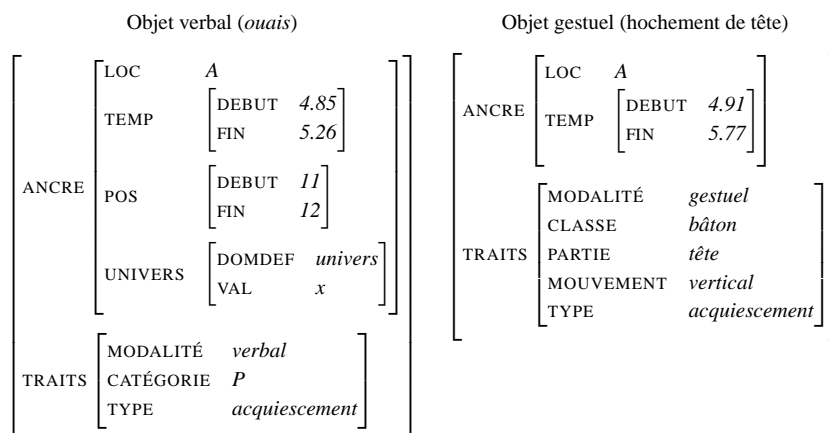 Objet verbal (ouais)
ANCRE
LOC A
TEMP
DEBUT 4.85
FIN 5.26
POS
DEBUT 11
FIN 12
UNIVERS
DOMDEF univers
VAL x
TRAITS
MODALITÉ verbal
CATÉGORIE P
TYPE acquiescement
Objet gestuel (hochement de tête)
ANCRE
LOC A
TEMP
DEBUT 4.91
FIN 5.77
TRAITS
MODALITÉ gestuel
CLASSE bâton
PARTIE tête
MOUVEMENT vertical
TYPE acquiescement